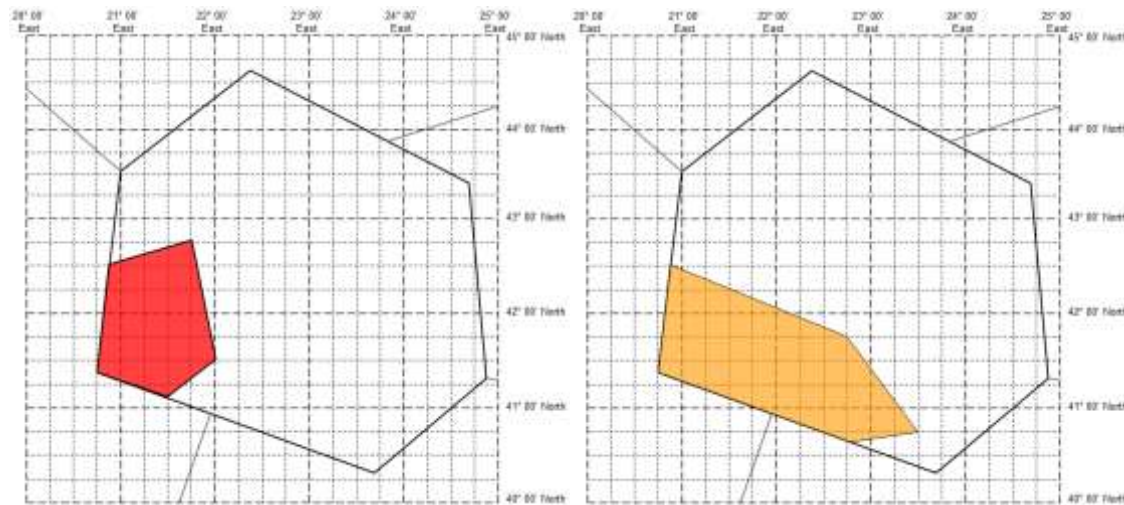 20° 00' East
21° 00' East
22° 00' East
23° 00' East
24° 00' East
25° 00' East
45° 00' North
44° 00' North
43° 00' North
42° 00' North
41° 00' North
40° 00' North
20° 00' East
21° 00' East
22° 00' East
23° 00' East
24° 00' East
25° 00' East
45° 00' North
44° 00' North
43° 00' North
42° 00' North
41° 00' North
40° 00' North